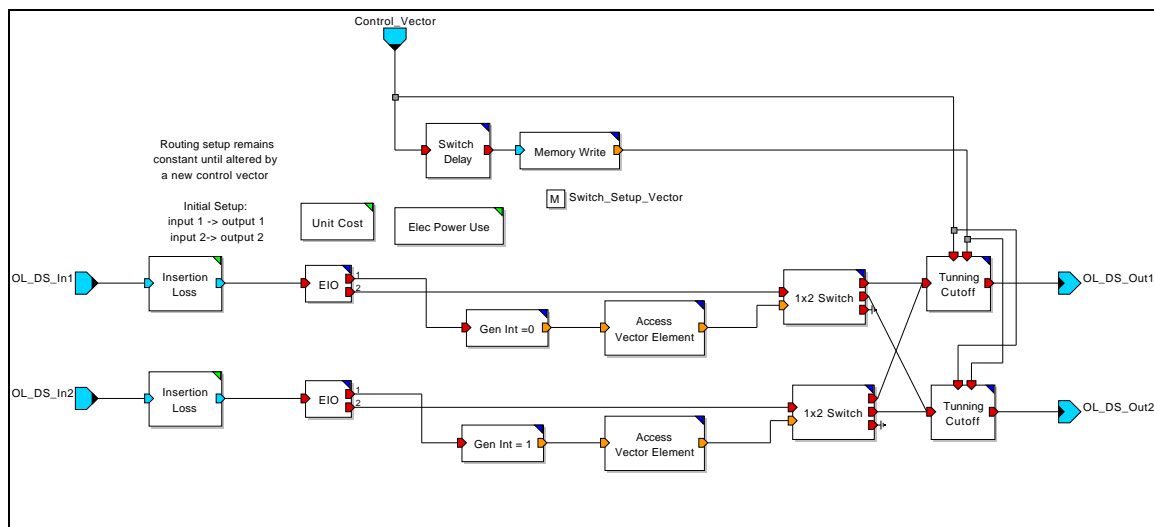 Control_Vector
Routing setup remains
constant until altered by
a new control vector
Switch
Delay
Memory Write
M Switch_Setup_Vector
Initial Setup:
input 1 -> output 1
input 2-> output 2
Unit Cost
Elec Power Use
OL_DS_In1
Insertion
Loss
EIO
1
2
Gen Int =0
Access
Vector Element
1x2 Switch
Tunning
Cutoff
OL_DS_Out1
OL_DS_In2
Insertion
Loss
EIO
1
2
Gen Int = 1
Access
Vector Element
1x2 Switch
Tunning
Cutoff
OL_DS_Out2